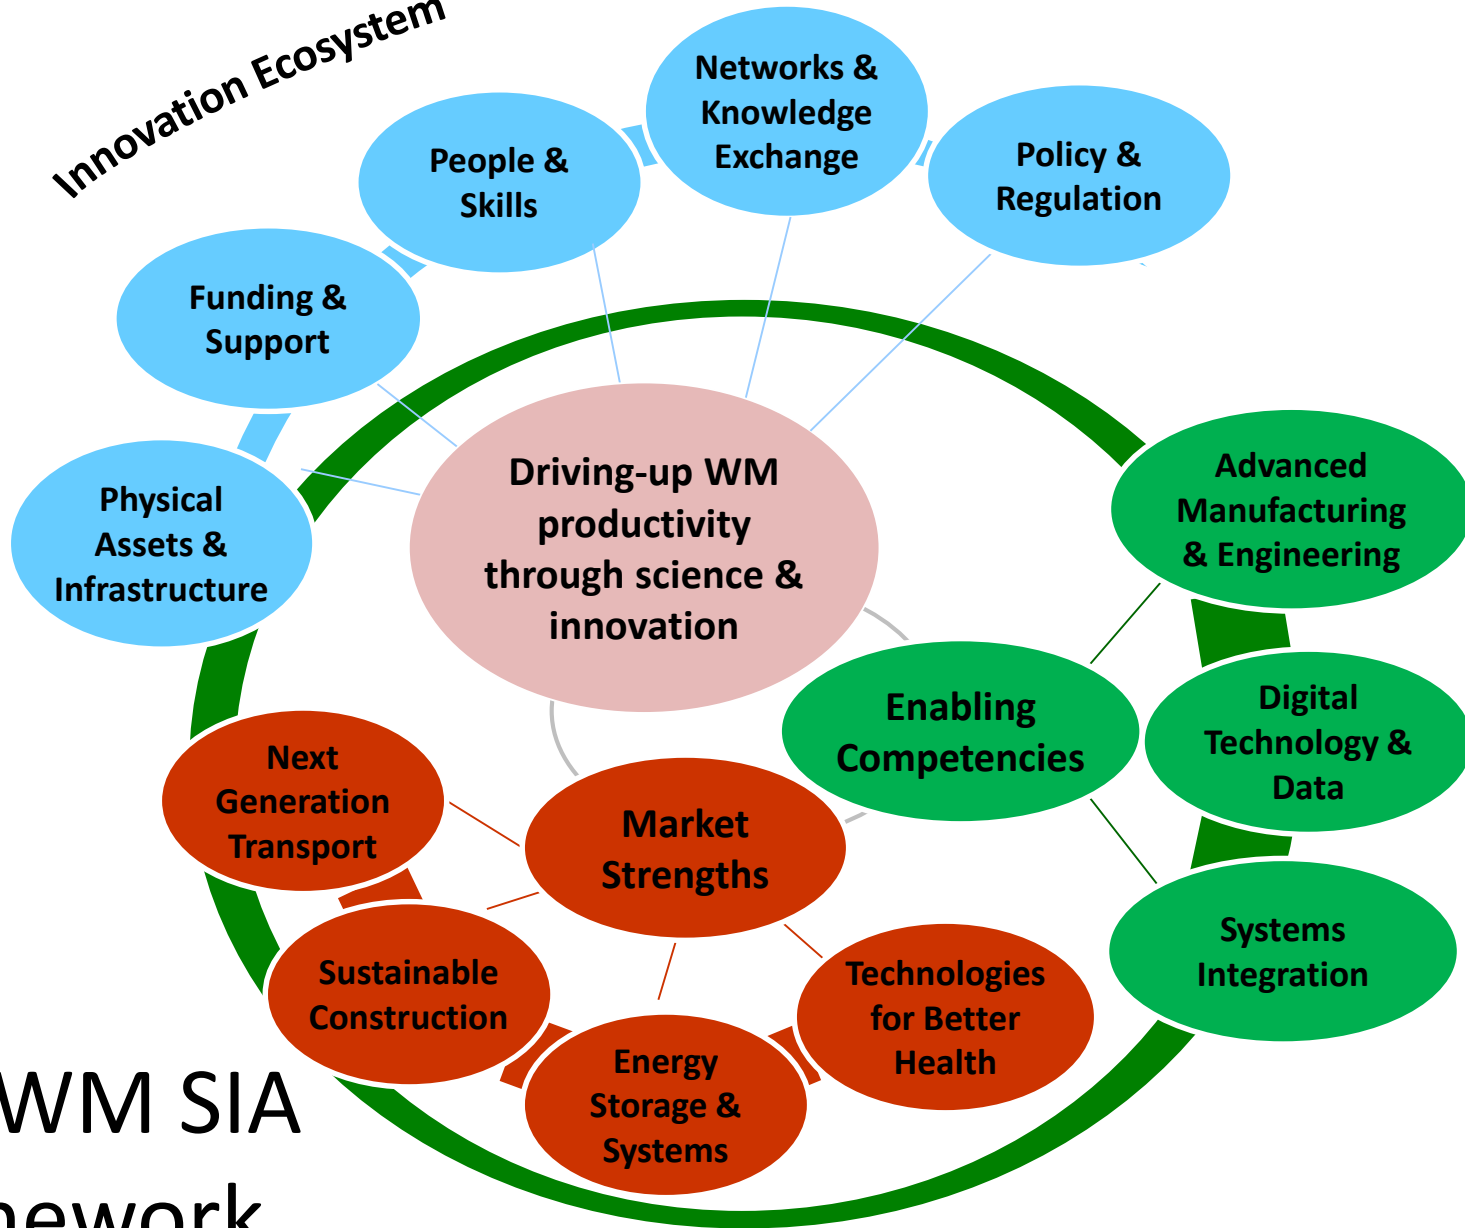 Innovation Ecosystem
Networks &
Knowledge
Exchange
People &
Skills
Policy &
Regulation
Funding &
Support
Physical
Assets &
Infrastructure
Driving-up WM
productivity
through science &
innovation
Advanced
Manufacturing
& Engineering
Enabling
Competencies
Digital
Technology &
Data
Systems
Integration
Market
Strengths
Next
Generation
Transport
Sustainable
Construction
Energy
Storage &
Systems
Technologies
for Better
Health
WM SIA